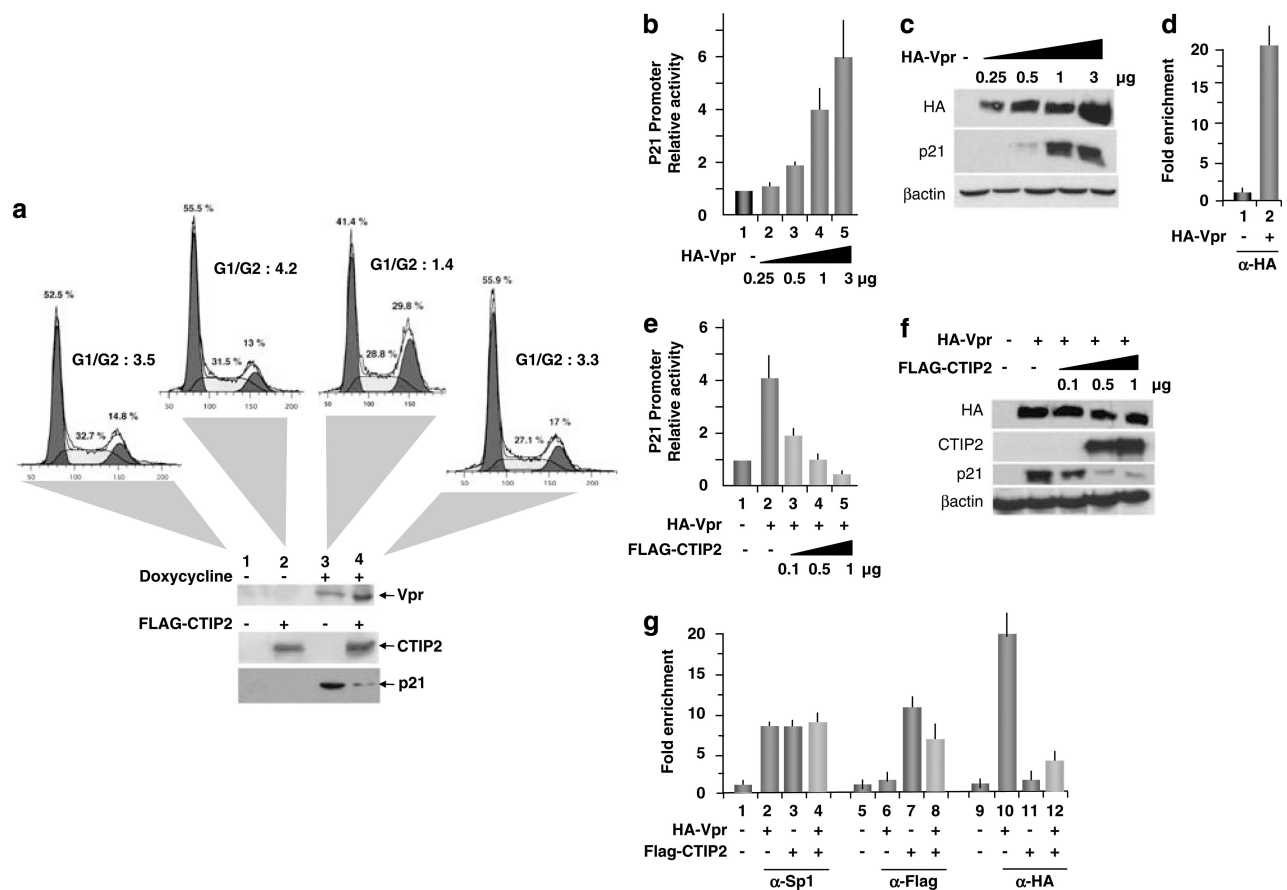 a
52.5 %
32.7 %
14.8 %
G1/G2 : 3.5
50 100 150 200
55.5 %
31.5 %
13 %
G1/G2 : 4.2
50 100 150 200
41.4 %
28.8 %
29.8 %
G1/G2 : 1.4
50 100 150
55.9 %
27.1 %
17 %
G1/G2 : 3.3
50 100 150 200
1 2 3 4
Doxycycline - - + +
Vpr
FLAG-CTIP2 - + - +
CTIP2
p21
b
P21 Promoter
Relative activity
6
4
2
0
1 2 3 4 5
HA-Vpr -
0.25 0.5 1 3 µg
c
HA-Vpr -
0.25 0.5 1 3 µg
HA
p21
βactin
d
Fold enrichment
20
15
10
5
0
1 2
HA-Vpr - +
α-HA
e
P21 Promoter
Relative activity
6
4
2
0
1 2 3 4 5
HA-Vpr - + + + +
FLAG-CTIP2 - -
0.1 0.5 1 µg
f
HA-Vpr - + + + +
FLAG-CTIP2 - -
0.1 0.5 1 µg
HA
CTIP2
p21
βactin
g
Fold enrichment
20
15
10
5
0
1 2 3 4 5 6 7 8 9 10 11 12
HA-Vpr - + - + - + - + - + - +
Flag-CTIP2 - - + + - - + + - - + +
α-Sp1 α-Flag α-HA